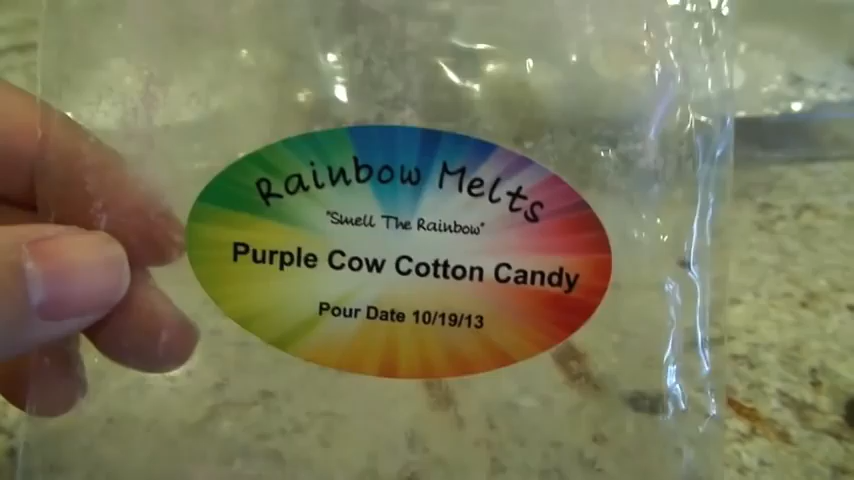 Rainbow Melts
"Smell The Rainbow"
Purple Cow Cotton Candy
Pour Date 10/19/13